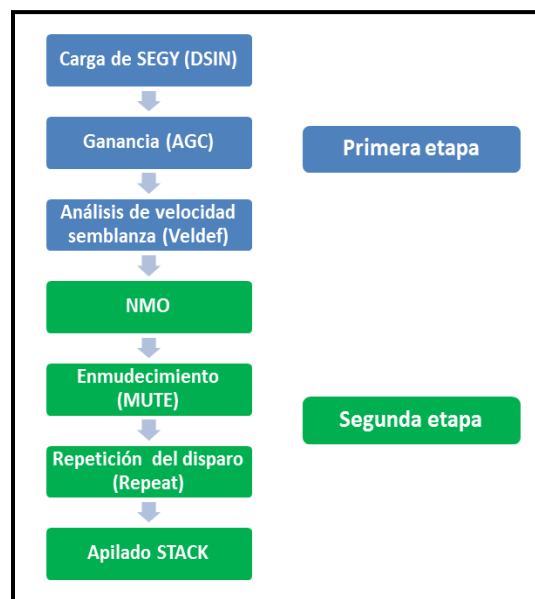 Carga de SEGY (DSIN)
Ganancia (AGC)
Primera etapa
Análisis de velocidad
semblanza (Veldef)
NMO
Enmudecimiento
(MUTE)
Segunda etapa
Repetición del disparo
(Repeat)
Apilado STACK